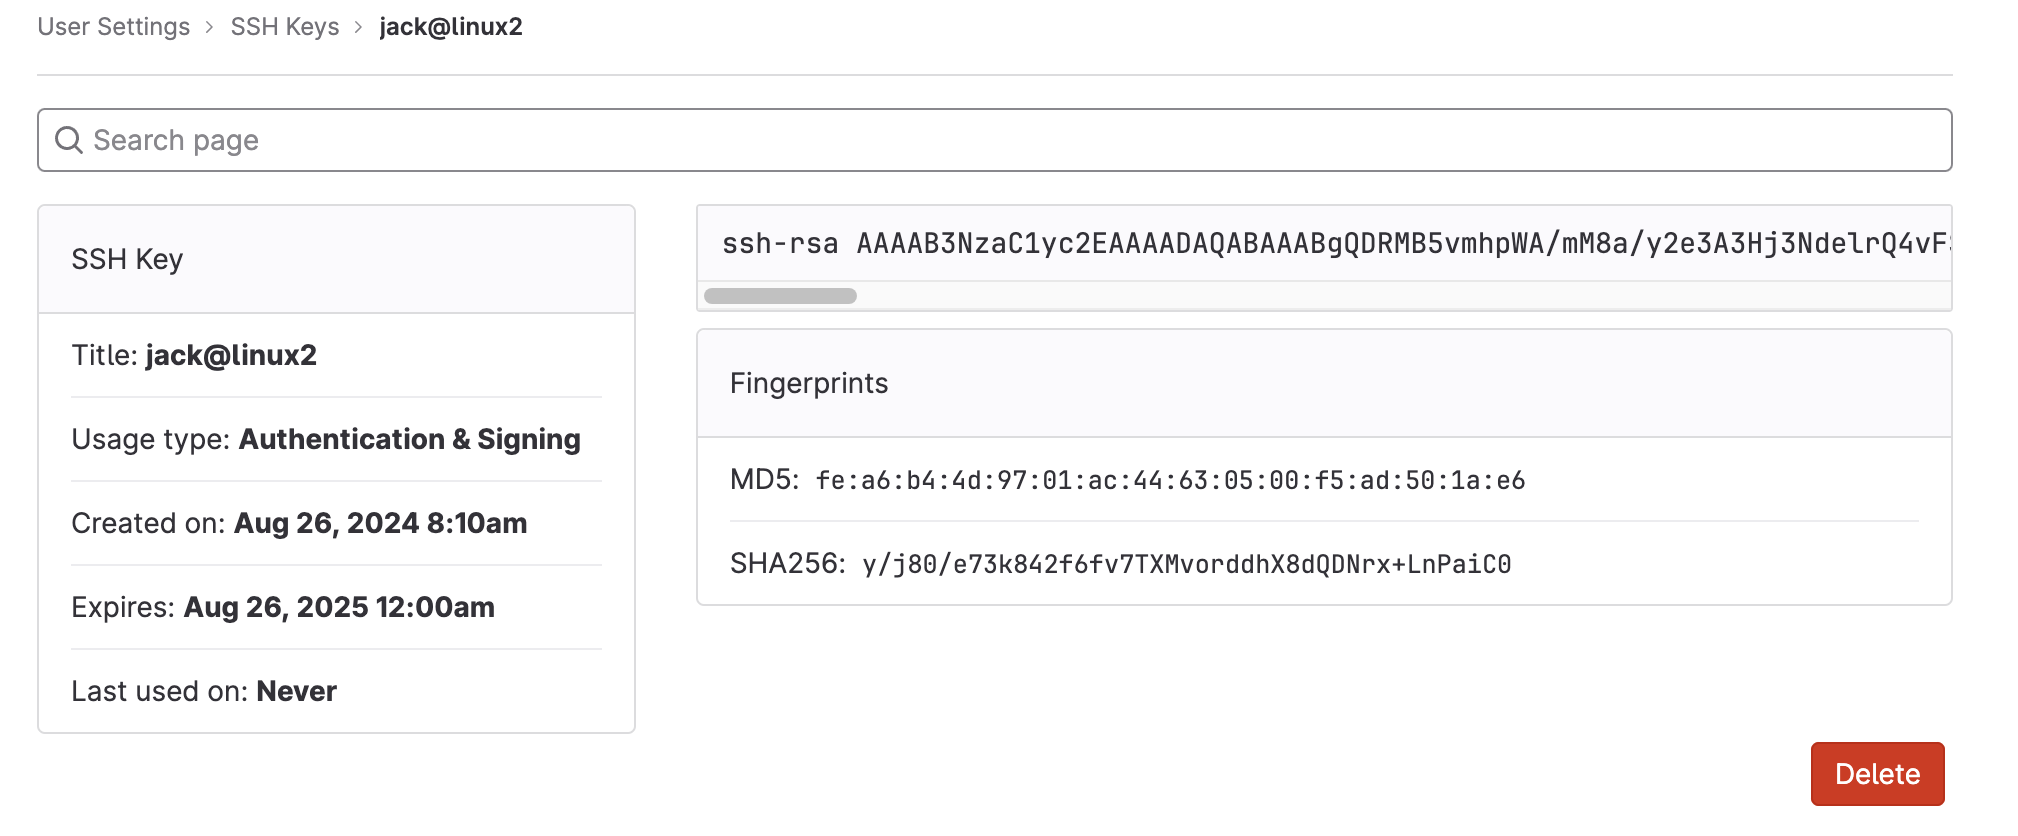 User Settings > SSH Keys > jack@linux2
Search page
SSH Key
Title: jack@linux2
Usage type: Authentication & Signing
Created on: Aug 26, 2024 8:10am
Expires: Aug 26, 2025 12:00am
Last used on: Never
ssh-rsa AAAAB3NzaC1yc2EAAAADAQABAAABgQDRMB5vmhpWA/mM8a/y2e3A3Hj3NdelrQ4vF
Fingerprints
MD5: fe:a6:b4:4d:97:01:ac:44:63:05:00:f5:ad:50:1a:e6
SHA256: y/j80/e73k842f6fv7TXMvorddhX8dQDNrx+LnPaiC0
Delete